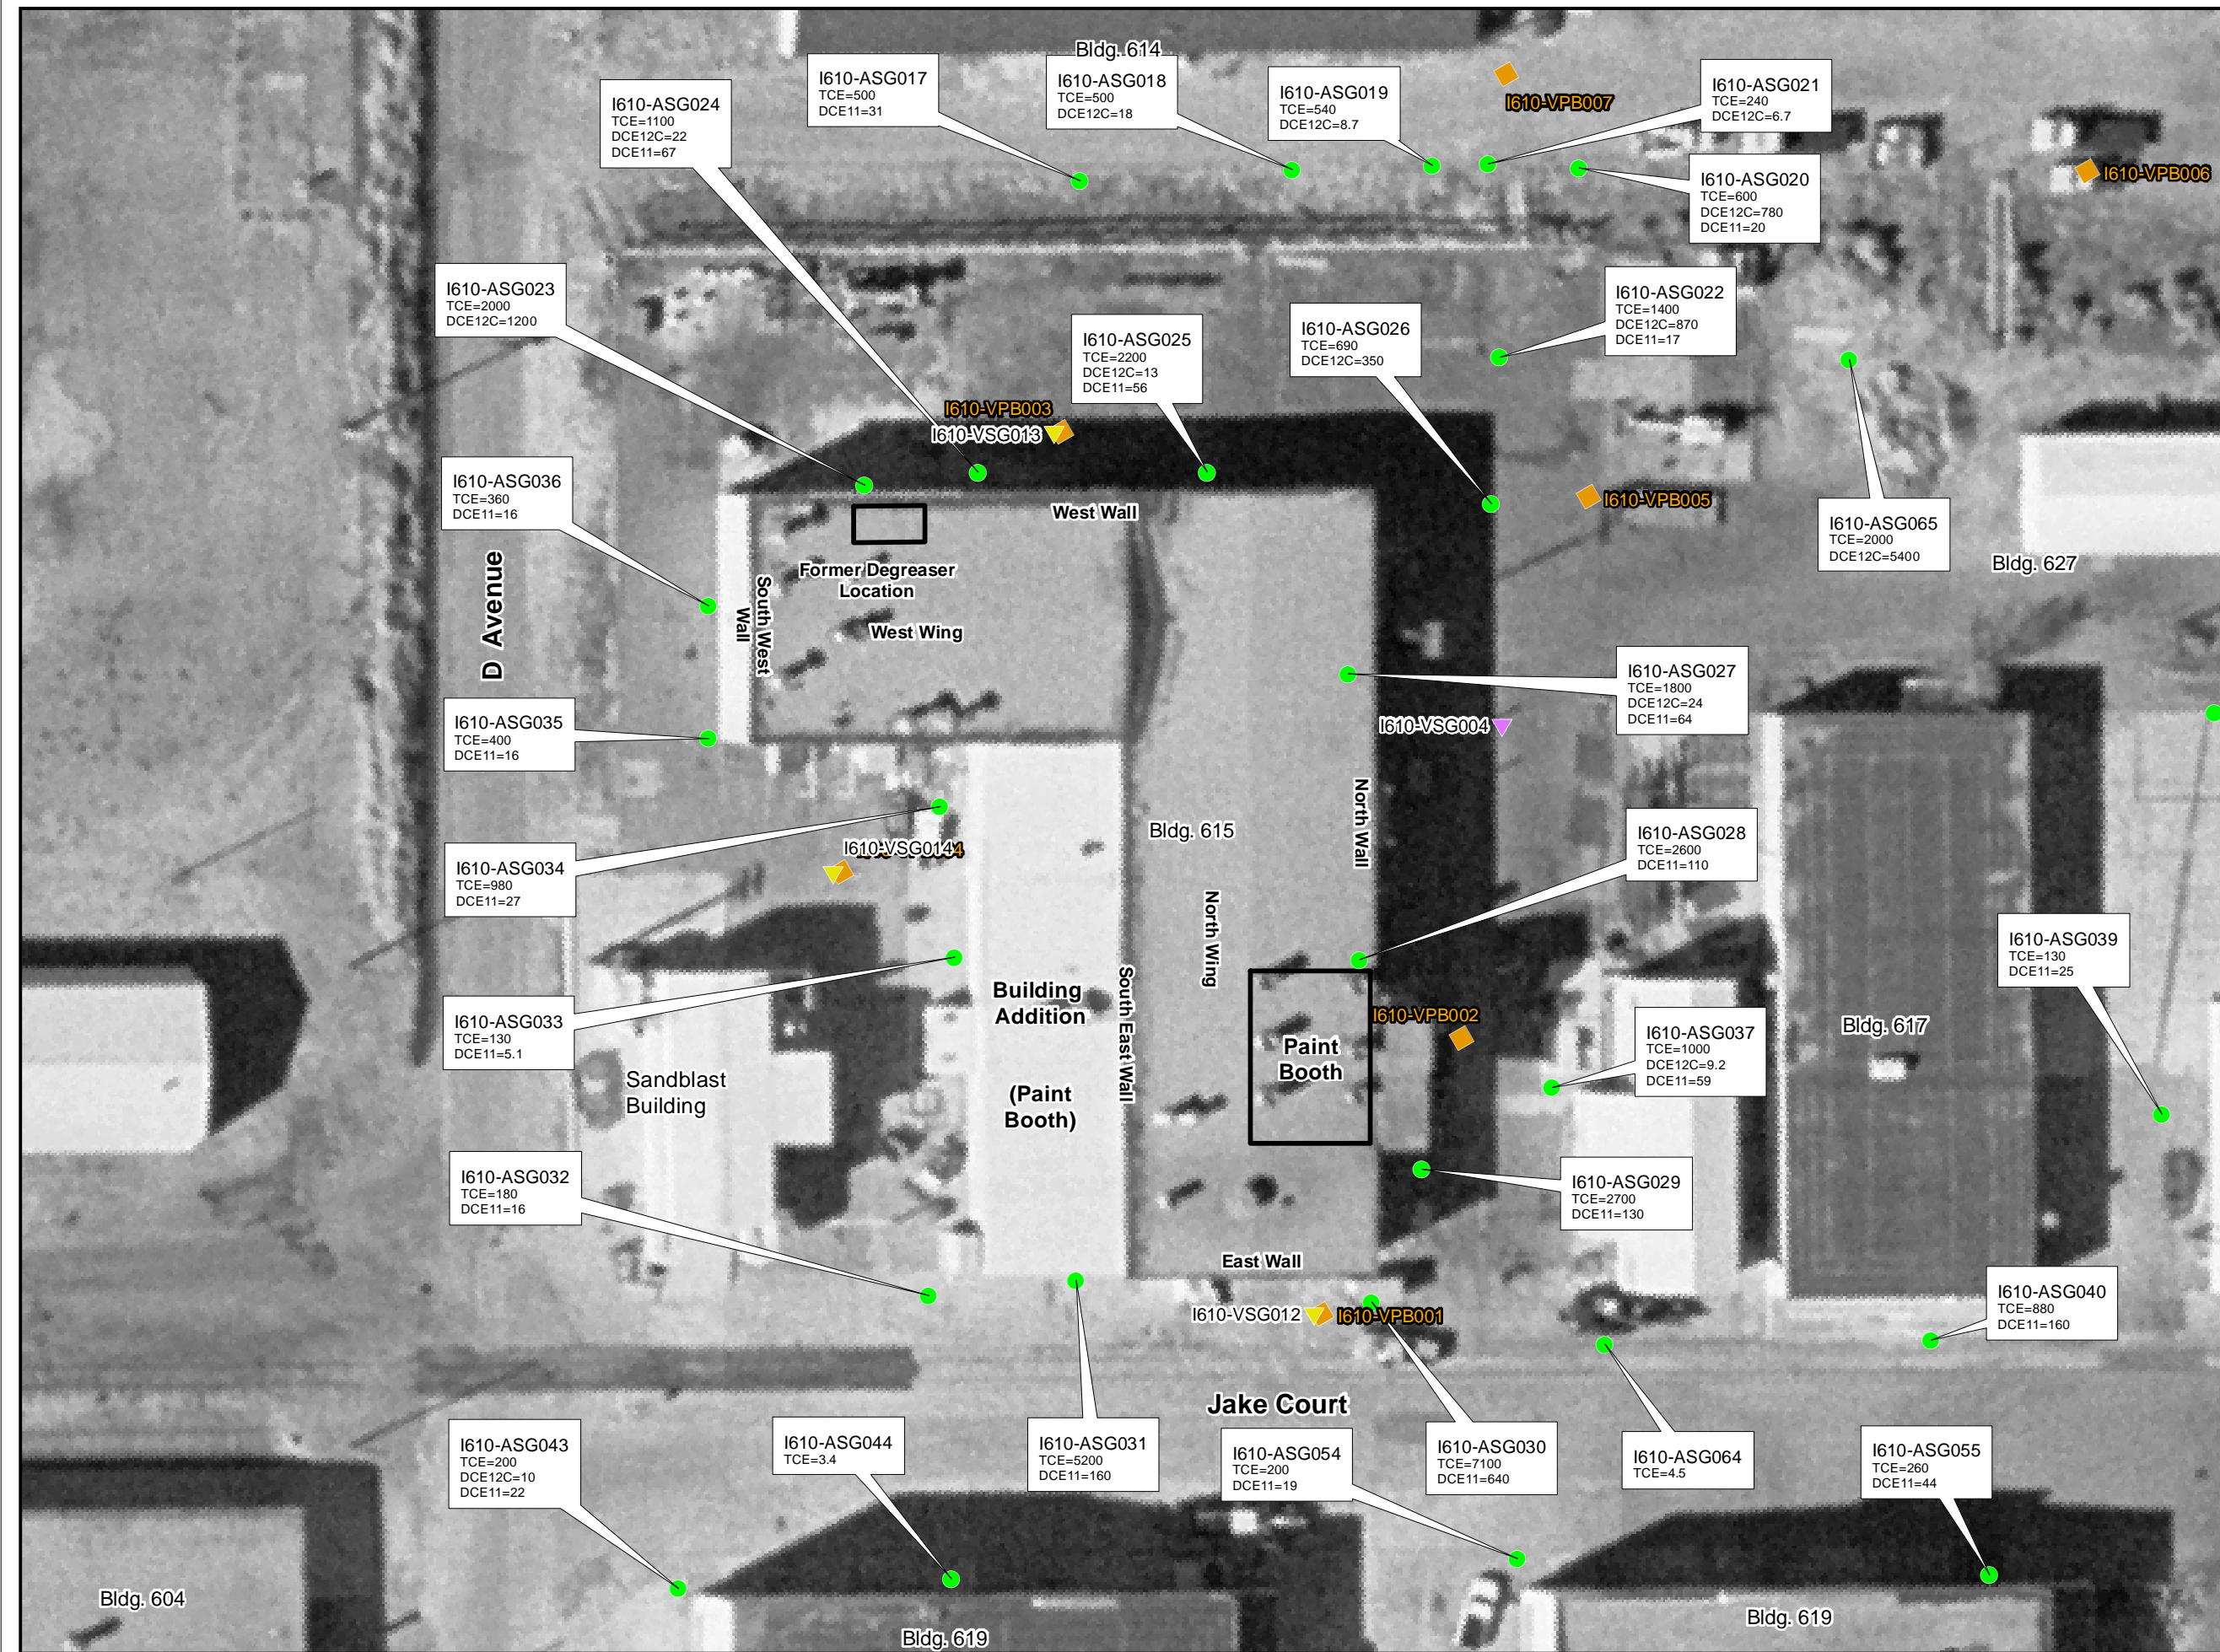 Bldg. 614
I610-ASG017
TCE=500
DCE11=31
I610-ASG018
TCE=500
DCE12C=18
I610-ASG019
TCE=540
DCE12C=8.7
I610-VPB007
I610-ASG021
TCE=240
DCE12C=6.7
I610-ASG024
TCE=1100
DCE12C=22
DCE11=67
I610-ASG020
TCE=600
DCE12C=780
DCE11=20
I610-VPB006
I610-ASG023
TCE=2000
DCE12C=1200
I610-ASG025
TCE=2200
DCE12C=13
DCE11=56
I610-ASG026
TCE=690
DCE12C=350
I610-ASG022
TCE=1400
DCE12C=870
DCE11=17
I610-VPB003
I610-VSG013
I610-ASG036
TCE=360
DCE11=16
West Wall
I610-VPB005
I610-ASG065
TCE=2000
DCE12C=5400
Bldg. 627
D Avenue
Former Degreaser
Location
South West
Wall
West Wing
I610-ASG027
TCE=1800
DCE12C=24
DCE11=64
I610-ASG035
TCE=400
DCE11=16
I610-VSG004
North Wall
Bldg. 615
I610-ASG028
TCE=2600
DCE11=110
I610-ASG034
TCE=980
DCE11=27
I610-VSG014
North Wing
I610-ASG039
TCE=130
DCE11=25
Building
Addition
(Paint
Booth)
South East Wall
I610-VPB002
Paint
Booth
I610-ASG037
TCE=1000
DCE12C=9.2
DCE11=59
Bldg. 617
I610-ASG033
TCE=130
DCE11=5.1
Sandblast
Building
I610-ASG032
TCE=180
DCE11=16
I610-ASG029
TCE=2700
DCE11=130
East Wall
I610-VSG012
I610-VPB001
I610-ASG040
TCE=880
DCE11=160
Jake Court
I610-ASG043
TCE=200
DCE12C=10
DCE11=22
I610-ASG044
TCE=3.4
I610-ASG031
TCE=5200
DCE11=160
I610-ASG054
TCE=200
DCE11=19
I610-ASG030
TCE=7100
DCE11=640
I610-ASG064
TCE=4.5
I610-ASG055
TCE=260
DCE11=44
Bldg. 604
Bldg. 619
Bldg. 619